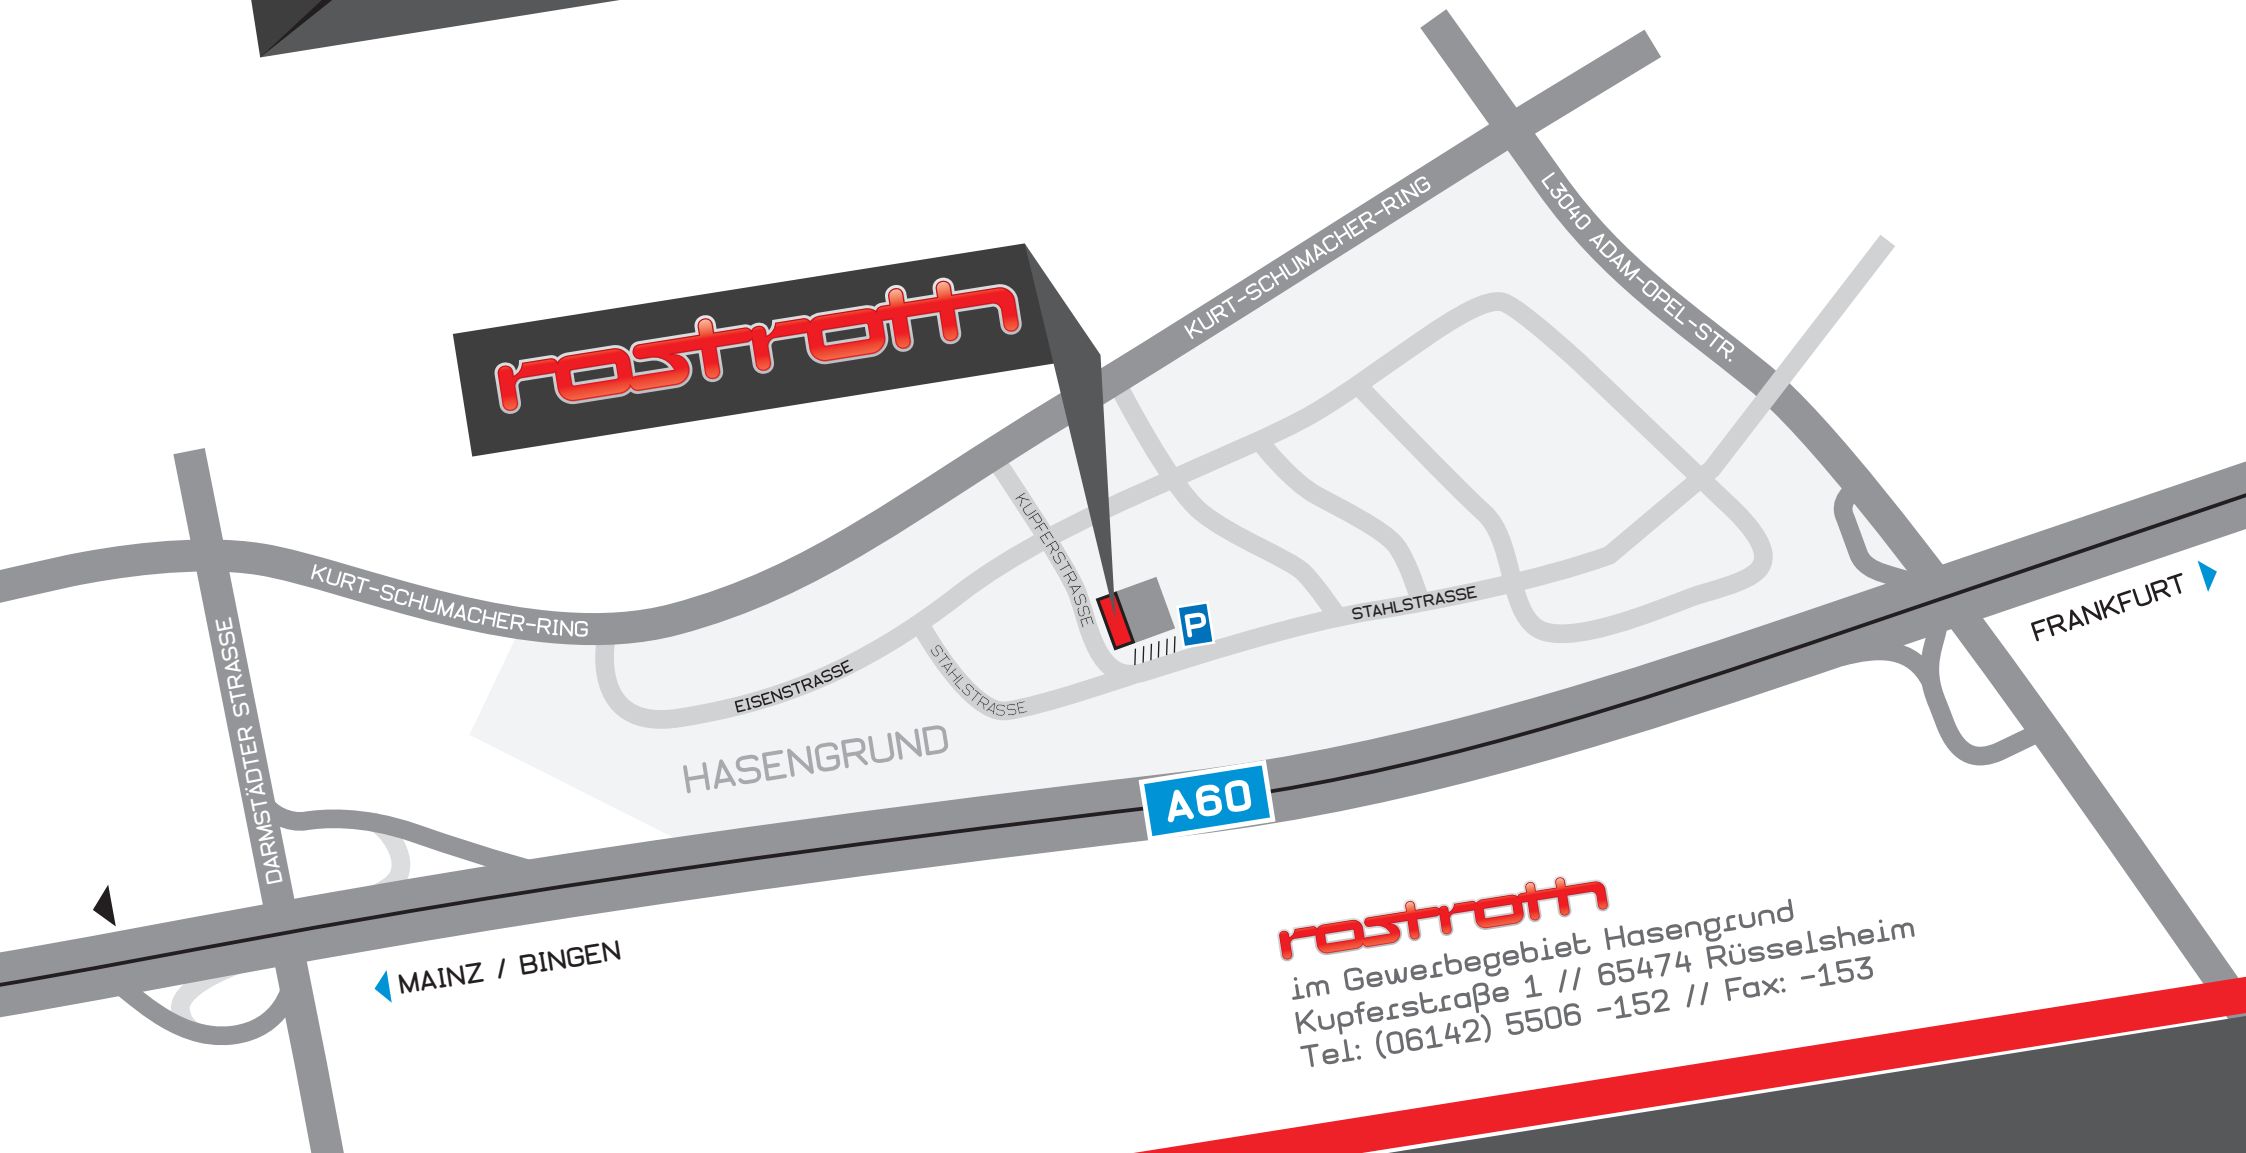 L3040 ADAM-OPEL-STR.
KURT-SCHUMACHER-RING
rostroth
KUPFERSTRASSE
KURT-SCHUMACHER-RING
P
STAHLSTRASSE
FRANKFURT
DARMSTÄDTER STRASSE
EISENSTRASSE
STAHLSTRASSE
HASENGRUND
A60
MAINZ / BINGEN
rostroth
im Gewerbegebiet Hasengrund
Kupferstraße 1 // 65474 Rüsselsheim
Tel: (06142) 5506 -152 // Fax: -153